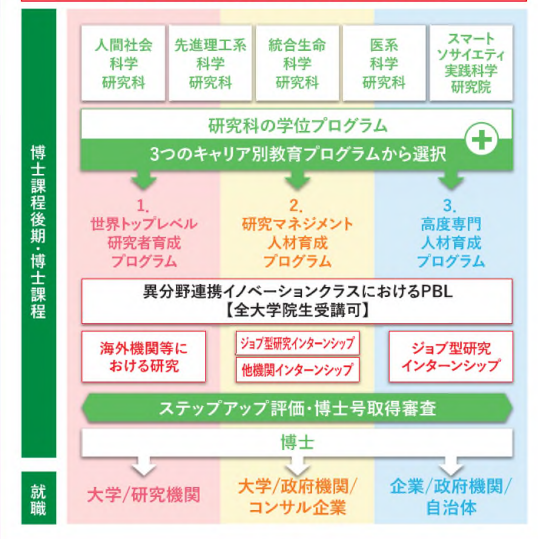 人間社会
科学
研究科
先進理工系
科学
研究科
統合生命
科学
研究科
医系
科学
研究科
スマート
ソサイエティ
実践科学
研究院
研究科の学位プログラム
3つのキャリア別教育プログラムから選択
博士課程後期・博士課程
1.
世界トップレベル
研究者育成
プログラム
2.
研究マネジメント
人材育成
プログラム
3.
高度専門
人材育成
プログラム
異分野連携イノベーションクラスにおけるPBL
【全大学院生受講可】
海外機関等に
おける研究
ジョブ型研究インターンシップ
他機関インターンシップ
ジョブ型研究
インターンシップ
ステップアップ評価・博士号取得審査
博士
就職
大学/研究機関
大学/政府機関/
コンサル企業
企業/政府機関/
自治体